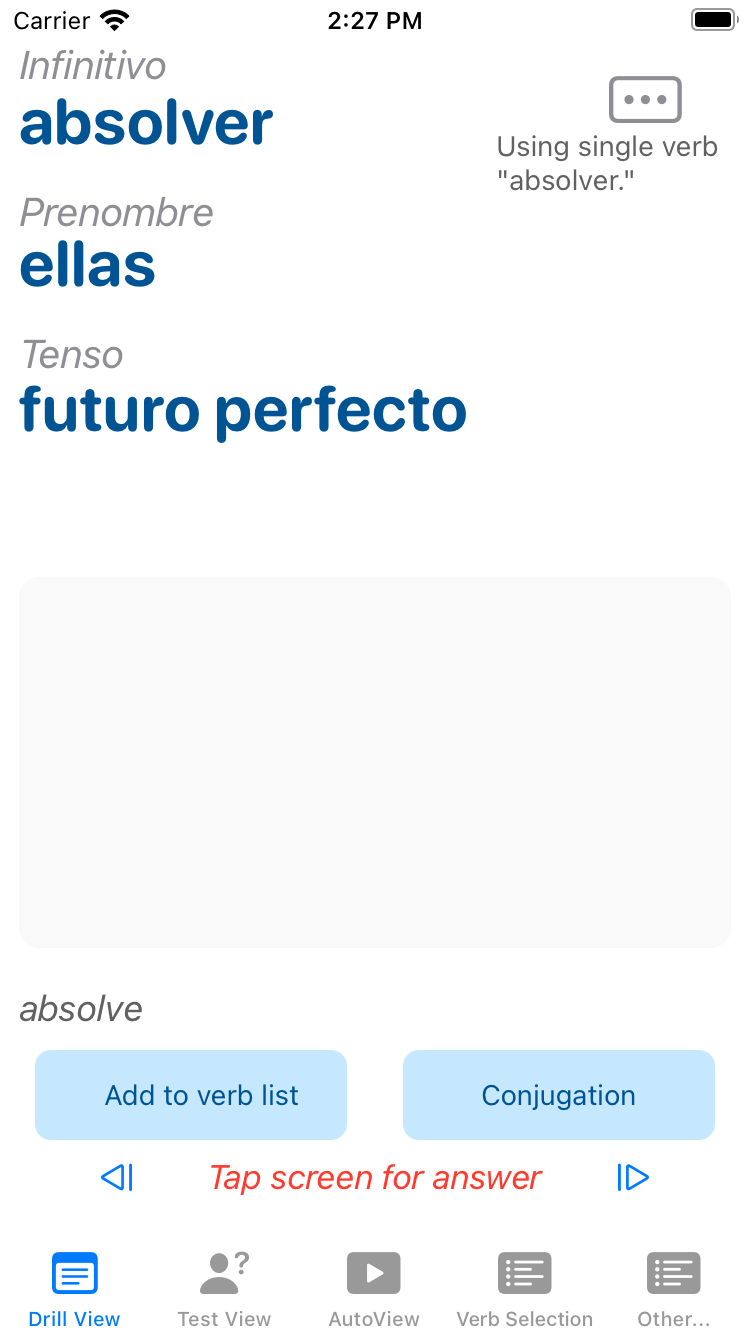 Carrier 2:27 PM
Infinitivo
absolver
Using single verb
"absolver."
Prenombre
ellas
Tenso
futuro perfecto
absolve
Add to verb list Conjugation
Tap screen for answer
Drill View Test View AutoView Verb Selection Other...